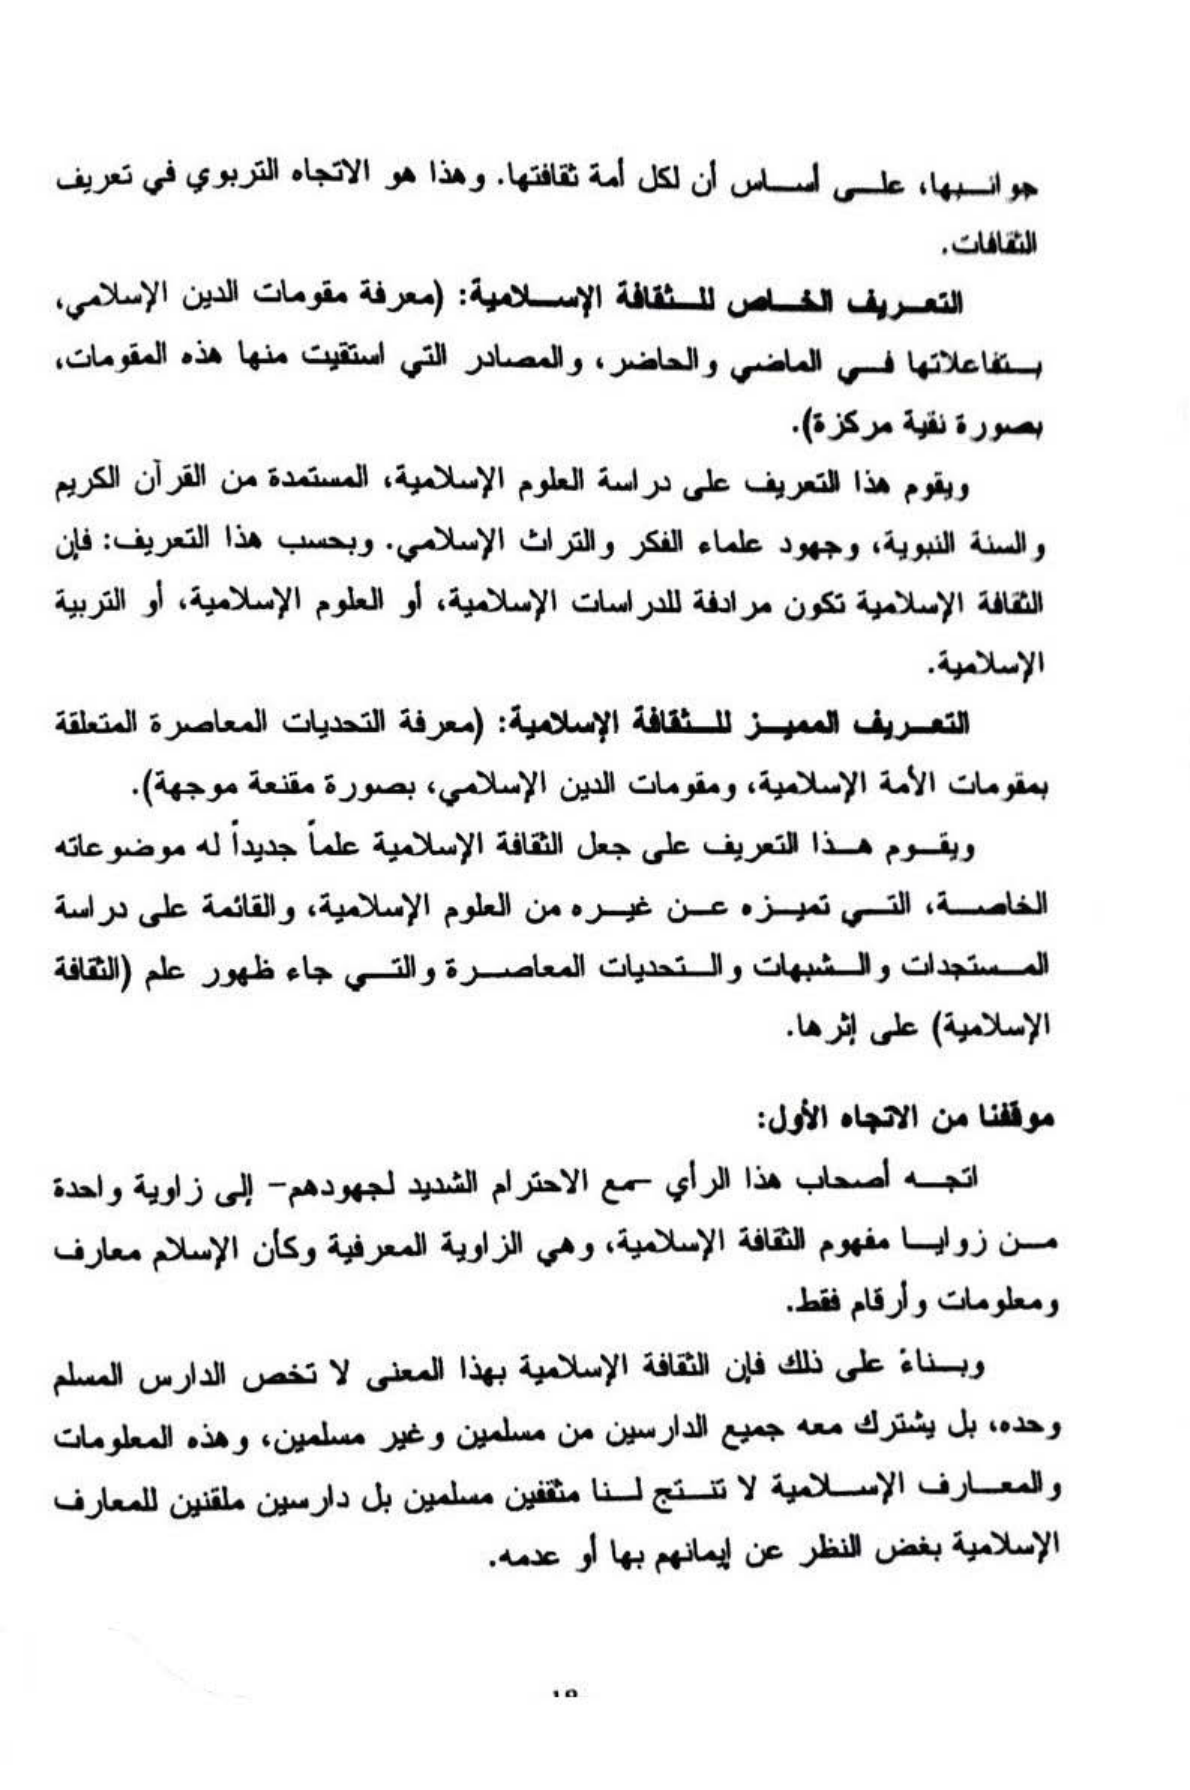 جوانبها، على أساس أن لكل أمة ثقافتها. وهذا هو الاتجاه التربوي في تعريف
الثقافات.
التعريف الخاص للثقافة الإسلامية: (معرفة مقومات الدين الإسلامي،
بتفاعلاتها في الماضي والحاضر، والمصادر التي استقيت منها هذه المقومات،
بصورة نقية مركزة).
ويقوم هذا التعريف على دراسة العلوم الإسلامية، المستمدة من القرآن الكريم
والسنة النبوية، وجهود علماء الفكر والتراث الإسلامي. وبحسب هذا التعريف: فإن
الثقافة الإسلامية تكون مرادفة للدراسات الإسلامية، أو العلوم الإسلامية، أو التربية
الإسلامية.
التعريف المميز للثقافة الإسلامية: (معرفة التحديات المعاصرة المتعلقة
بمقومات الأمة الإسلامية، ومقومات الدين الإسلامي، بصورة مقنعة موجهة).
ويقوم هذا التعريف على جعل الثقافة الإسلامية علماً جديداً له موضوعاته
الخاصة، التي تميزه عن غيره من العلوم الإسلامية، والقائمة على دراسة
المستجدات والشبهات والتحديات المعاصرة والتي جاء ظهور علم (الثقافة
الإسلامية) على إثرها.
موقفنا من الاتجاه الأول:
اتجه أصحاب هذا الرأي -مع الاحترام الشديد لجهودهم- إلى زاوية واحدة
من زوايا مفهوم الثقافة الإسلامية، وهي الزاوية المعرفية وكأن الإسلام معارف
ومعلومات وأرقام فقط.
وبناءً على ذلك فإن الثقافة الإسلامية بهذا المعنى لا تخص الدارس المسلم
وحده، بل يشترك معه جميع الدارسين من مسلمين وغير مسلمين، وهذه المعلومات
والمعارف الإسلامية لا تنتج لنا مثقفين مسلمين بل دارسين ملقنين للمعارف
الإسلامية بغض النظر عن إيمانهم بها أو عدمه.